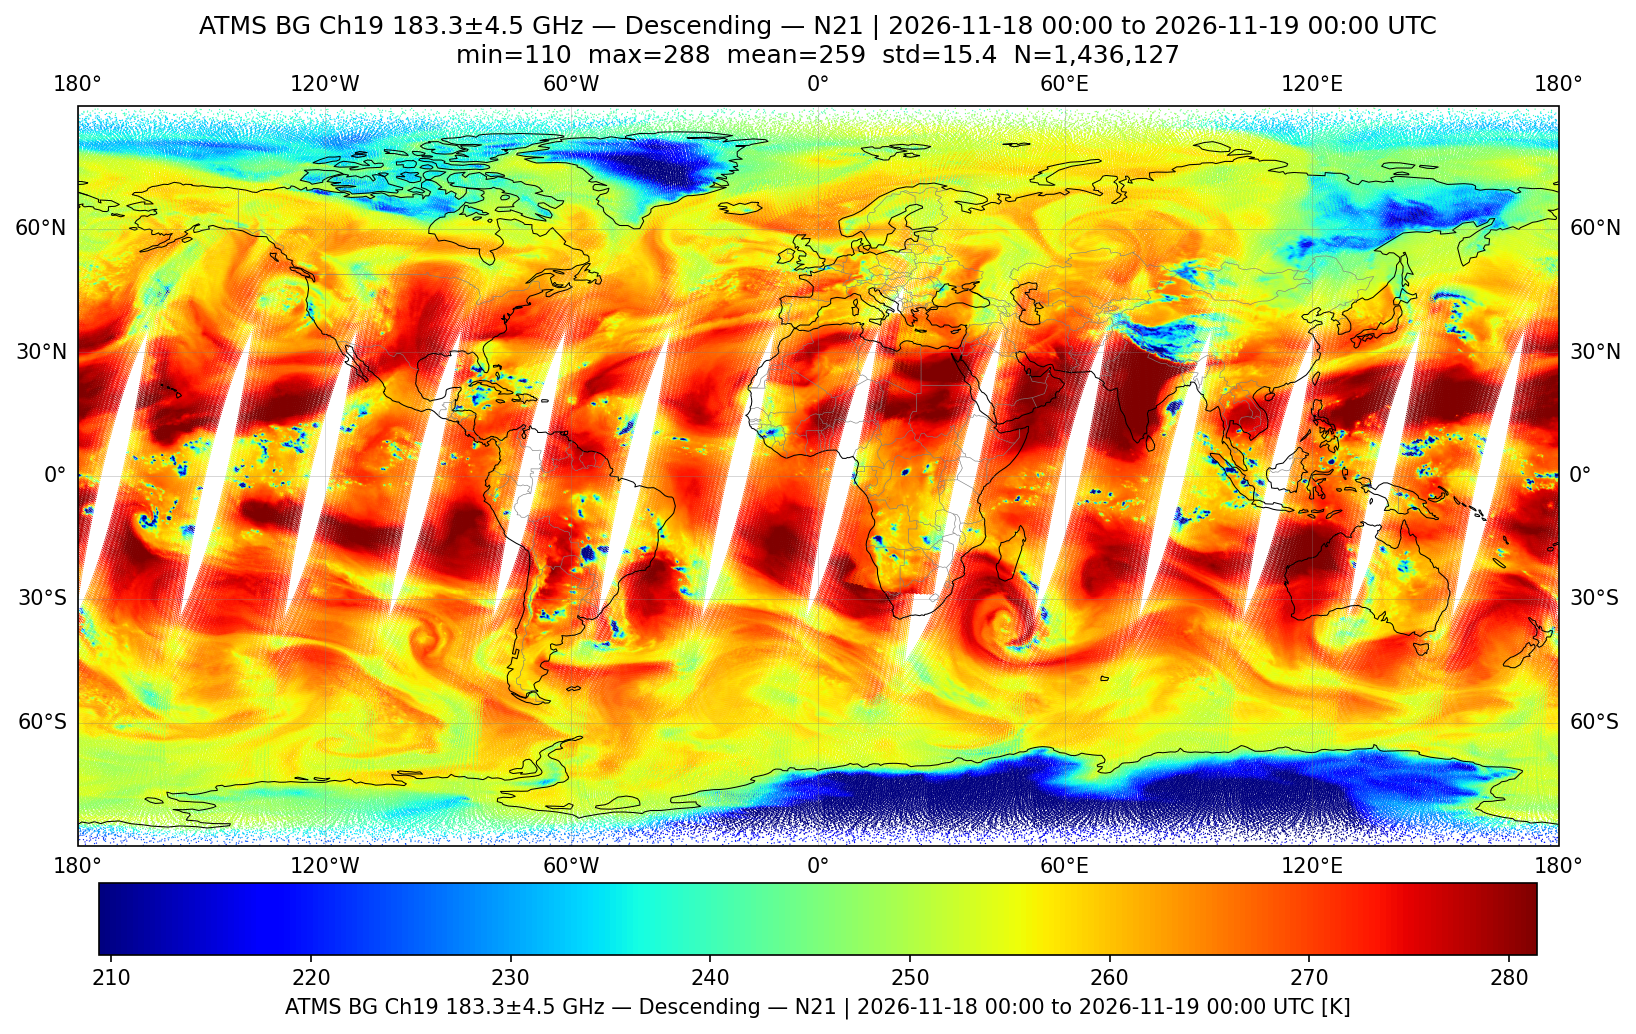 ATMS BG Ch19 183.3±4.5 GHz — Descending — N21 | 2026-11-18 00:00 to 2026-11-19 00:00 UTC
min=110  max=288  mean=259  std=15.4  N=1,436,127
180° 120°W 60°W 0° 60°E 120°E 180°
60°N 60°N
30°N 30°N
0° 0°
30°S 30°S
60°S 60°S
180° 120°W 60°W 0° 60°E 120°E 180°
210 220 230 240 250 260 270 280
ATMS BG Ch19 183.3±4.5 GHz — Descending — N21 | 2026-11-18 00:00 to 2026-11-19 00:00 UTC [K]